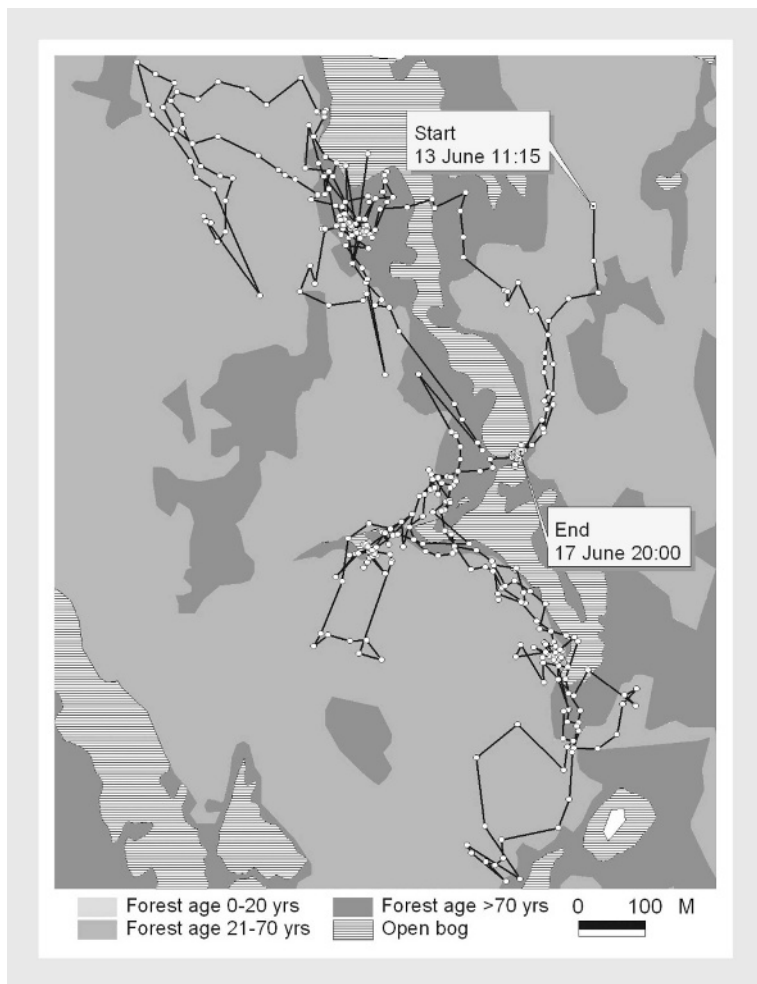 Start
13 June 11:15
End
17 June 20:00
Forest age 0-20 yrs
Forest age >70 yrs
0 100 M
Forest age 21-70 yrs
Open bog